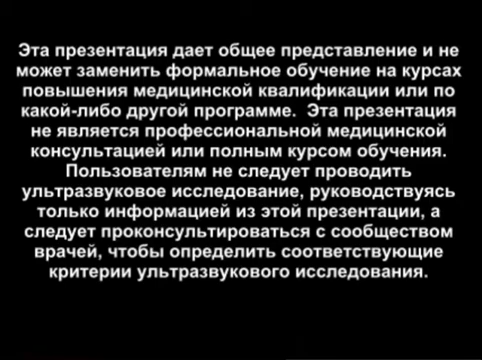 Эта презентация дает общее представление и не
может заменить формальное обучение на курсах
повышения медицинской квалификации или по
какой-либо другой программе.  Эта презентация
не является профессиональной медицинской
консультацией или полным курсом обучения.
Пользователям не следует проводить
ультразвуковое исследование, руководствуясь
только информацией из этой презентации, а
следует проконсультироваться с сообществом
врачей, чтобы определить соответствующие
критерии ультразвукового исследования.